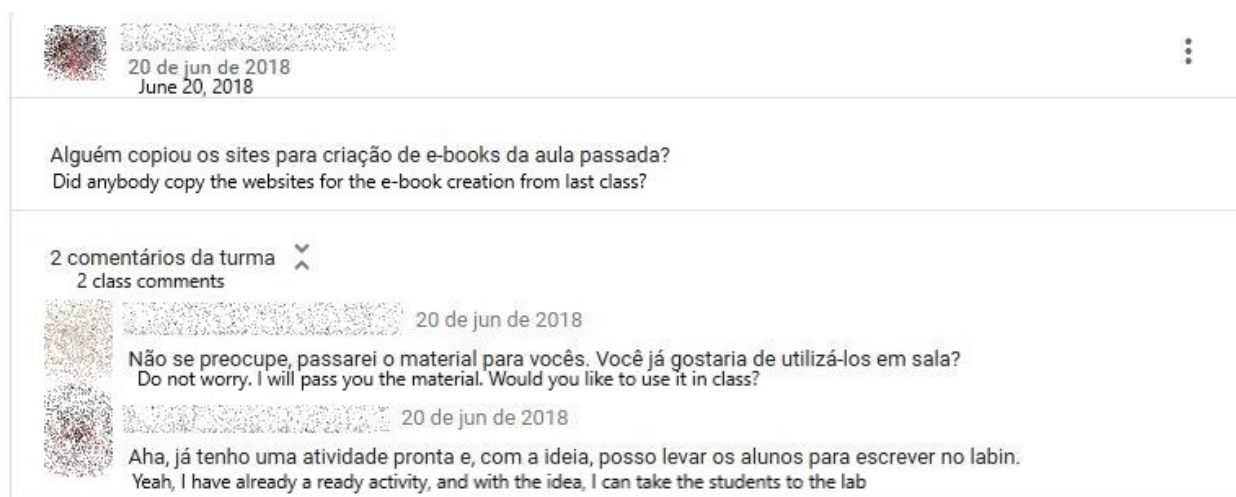 20 de jun de 2018
June 20, 2018
Alguém copiou os sites para criação de e-books da aula passada?
Did anybody copy the websites for the e-book creation from last class?
2 comentários da turma
2 class comments
20 de jun de 2018
Não se preocupe, passarei o material para vocês. Você já gostaria de utilizá-los em sala?
Do not worry. I will pass you the material. Would you like to use it in class?
20 de jun de 2018
Aha, já tenho uma atividade pronta e, com a ideia, posso levar os alunos para escrever no labin.
Yeah, I have already a ready activity, and with the idea, I can take the students to the lab